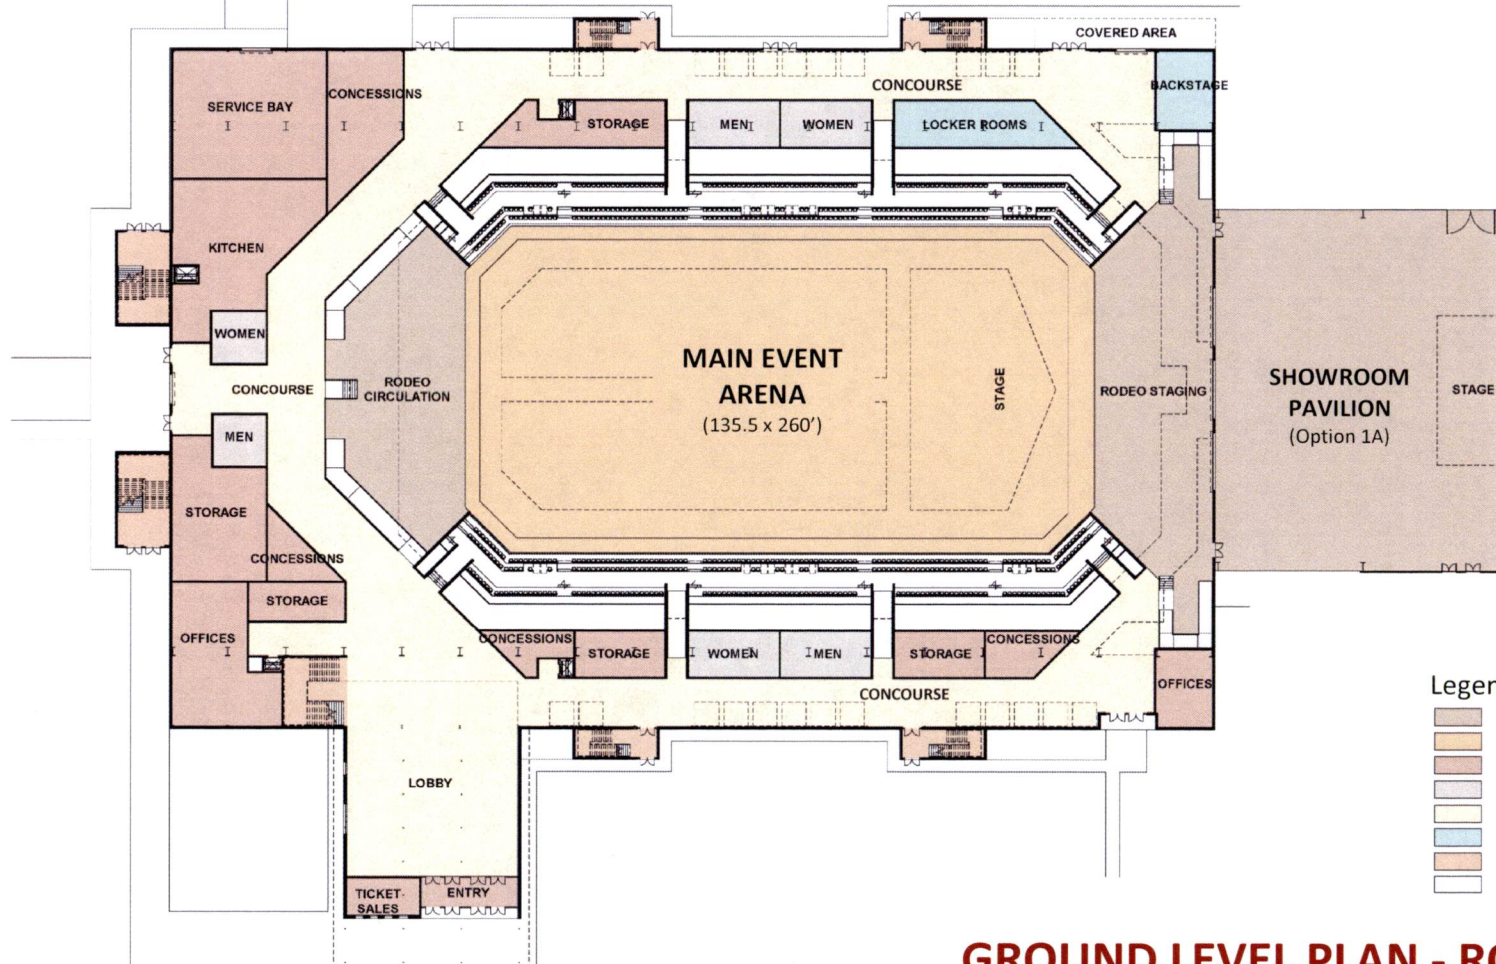 COVERED AREA
CONCOURSE
BACKSTAGE
SERVICE BAY
CONCESSIONS
STORAGE
MEN
WOMEN
LOCKER ROOMS
KITCHEN
WOMEN
CONCOURSE
RODEO
CIRCULATION
MAIN EVENT
ARENA
(135.5 x 260')
STAGE
RODEO STAGING
SHOWROOM
PAVILION
(Option 1A)
STAGE
MEN
STORAGE
CONCESSIONS
STORAGE
OFFICES
CONCESSIONS
STORAGE
WOMEN
MEN
STORAGE
CONCESSIONS
OFFICES
CONCOURSE
LOBBY
TICKET
SALES
ENTRY
Legen
GROUND LEVEL PLAN - RO